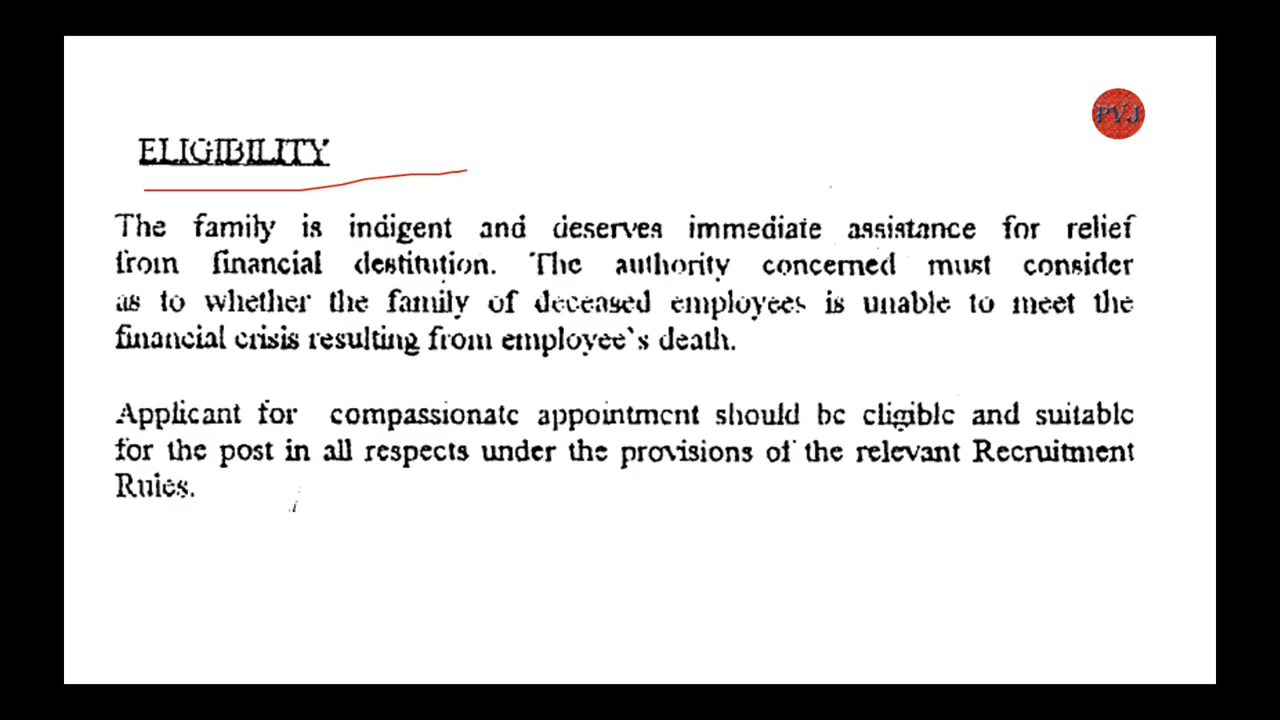 PVJ
ELIGIBILITY
The family is indigent and deserves immediate assistance for relief
from financial destitution. The authority concerned must consider
as to whether the family of deceased employees is unable to meet the
financial crisis resulting from employee`s death.
Applicant for compassionate appointment should be eligible and suitable
for the post in all respects under the provisions of the relevant Recruitment
Rules.